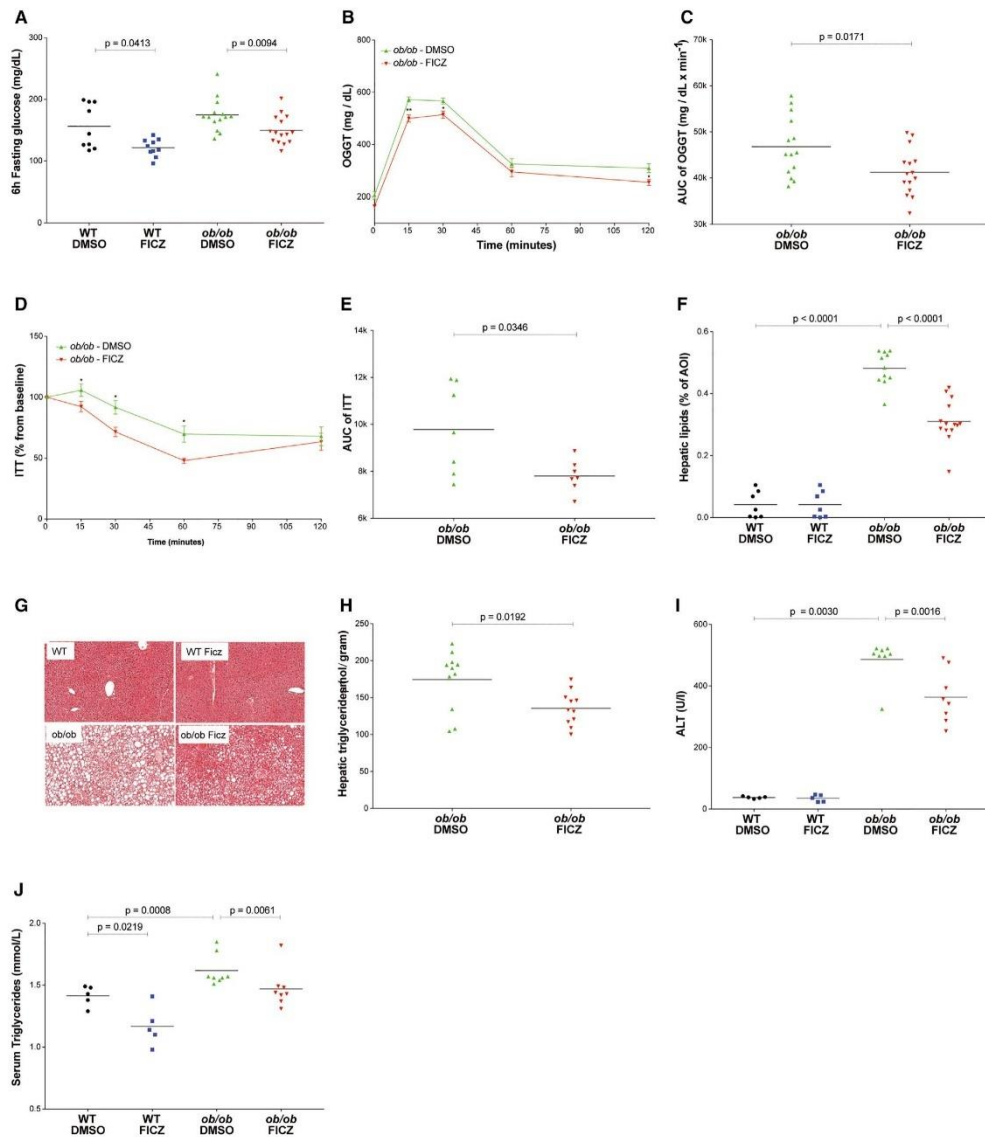 A
6h Fasting glucose (mg/dL)
300
200
100
0
p = 0.0413
p = 0.0094
WT
DMSO
WT
FICZ
ob/ob
DMSO
ob/ob
FICZ
B
OGGT (mg / dL)
800
600
400
200
ob/ob - DMSO
ob/ob - FICZ
**
*
*
0 15 30 45 60 75 90 105 120
Time (minutes)
C
AUC of OGGT (mg / dL x min⁻¹)
70k
60k
50k
40k
30k
p = 0.0171
ob/ob
DMSO
ob/ob
FICZ
D
ITT (% from baseline)
150
100
50
0
ob/ob - DMSO
ob/ob - FICZ
*
*
*
0 15 30 45 60 75 90 105 120
Time (minutes)
E
AUC of ITT
14k
12k
10k
8k
6k
p = 0.0346
ob/ob
DMSO
ob/ob
FICZ
F
Hepatic lipids (% of AOI)
0.6
0.4
0.2
0.0
p < 0.0001
p < 0.0001
WT
DMSO
WT
FICZ
ob/ob
DMSO
ob/ob
FICZ
G
WT
WT Ficz
ob/ob
ob/ob Ficz
H
Hepatic triglycerides / gram)
250
200
150
100
50
0
p = 0.0192
ob/ob
DMSO
ob/ob
FICZ
I
ALT (U/l)
600
400
200
0
p = 0.0030
p = 0.0016
WT
DMSO
WT
FICZ
ob/ob
DMSO
ob/ob
FICZ
J
Serum Triglycerides (mmol/L)
2.0
1.5
1.0
0.5
p = 0.0008
p = 0.0219
p = 0.0061
WT
DMSO
WT
FICZ
ob/ob
DMSO
ob/ob
FICZ